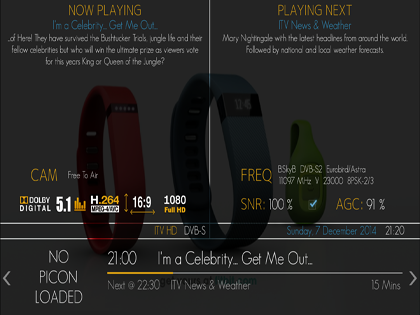 NOW PLAYING
I'm a Celebrity... Get Me Out...
..of Here! They have survived the Bushtucker Trials, jungle life and their
fellow celebrities but who will win the ultimate prize as viewers vote
for this years King or Queen of the Jungle?
PLAYING NEXT
ITV News & Weather
Mary Nightingale with the latest headlines from around the world.
Followed by national and local weather forecasts.
CAM Free To Air
DOLBY DIGITAL 5.1 H.264 MPEG-4/AVC 16:9 1080 Full HD
FREQ BSkyB DVB-S2 Eurobird/Astra
11097 MHz V 23000 8PSK-2/3
SNR: 100 % AGC: 91 %
ITV HD DVB-S Sunday, 7 December 2014 21:20
NO PICON LOADED
21:00 I'm a Celebrity... Get Me Out...
Next @ 22:30 ITV News & Weather 15 Mins